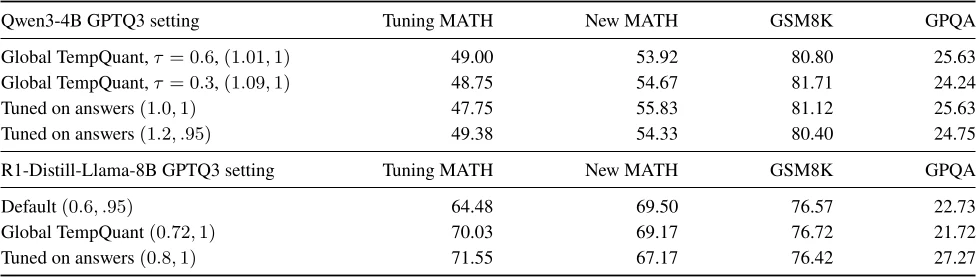 Qwen3-4B GPTQ3 setting Tuning MATH New MATH GSM8K GPQA
Global TempQuant, τ = 0.6, (1.01, 1) 49.00 53.92 80.80 25.63
Global TempQuant, τ = 0.3, (1.09, 1) 48.75 54.67 81.71 24.24
Tuned on answers (1.0, 1) 47.75 55.83 81.12 25.63
Tuned on answers (1.2, .95) 49.38 54.33 80.40 24.75
R1-Distill-Llama-8B GPTQ3 setting Tuning MATH New MATH GSM8K GPQA
Default (0.6, .95) 64.48 69.50 76.57 22.73
Global TempQuant (0.72, 1) 70.03 69.17 76.72 21.72
Tuned on answers (0.8, 1) 71.55 67.17 76.42 27.27